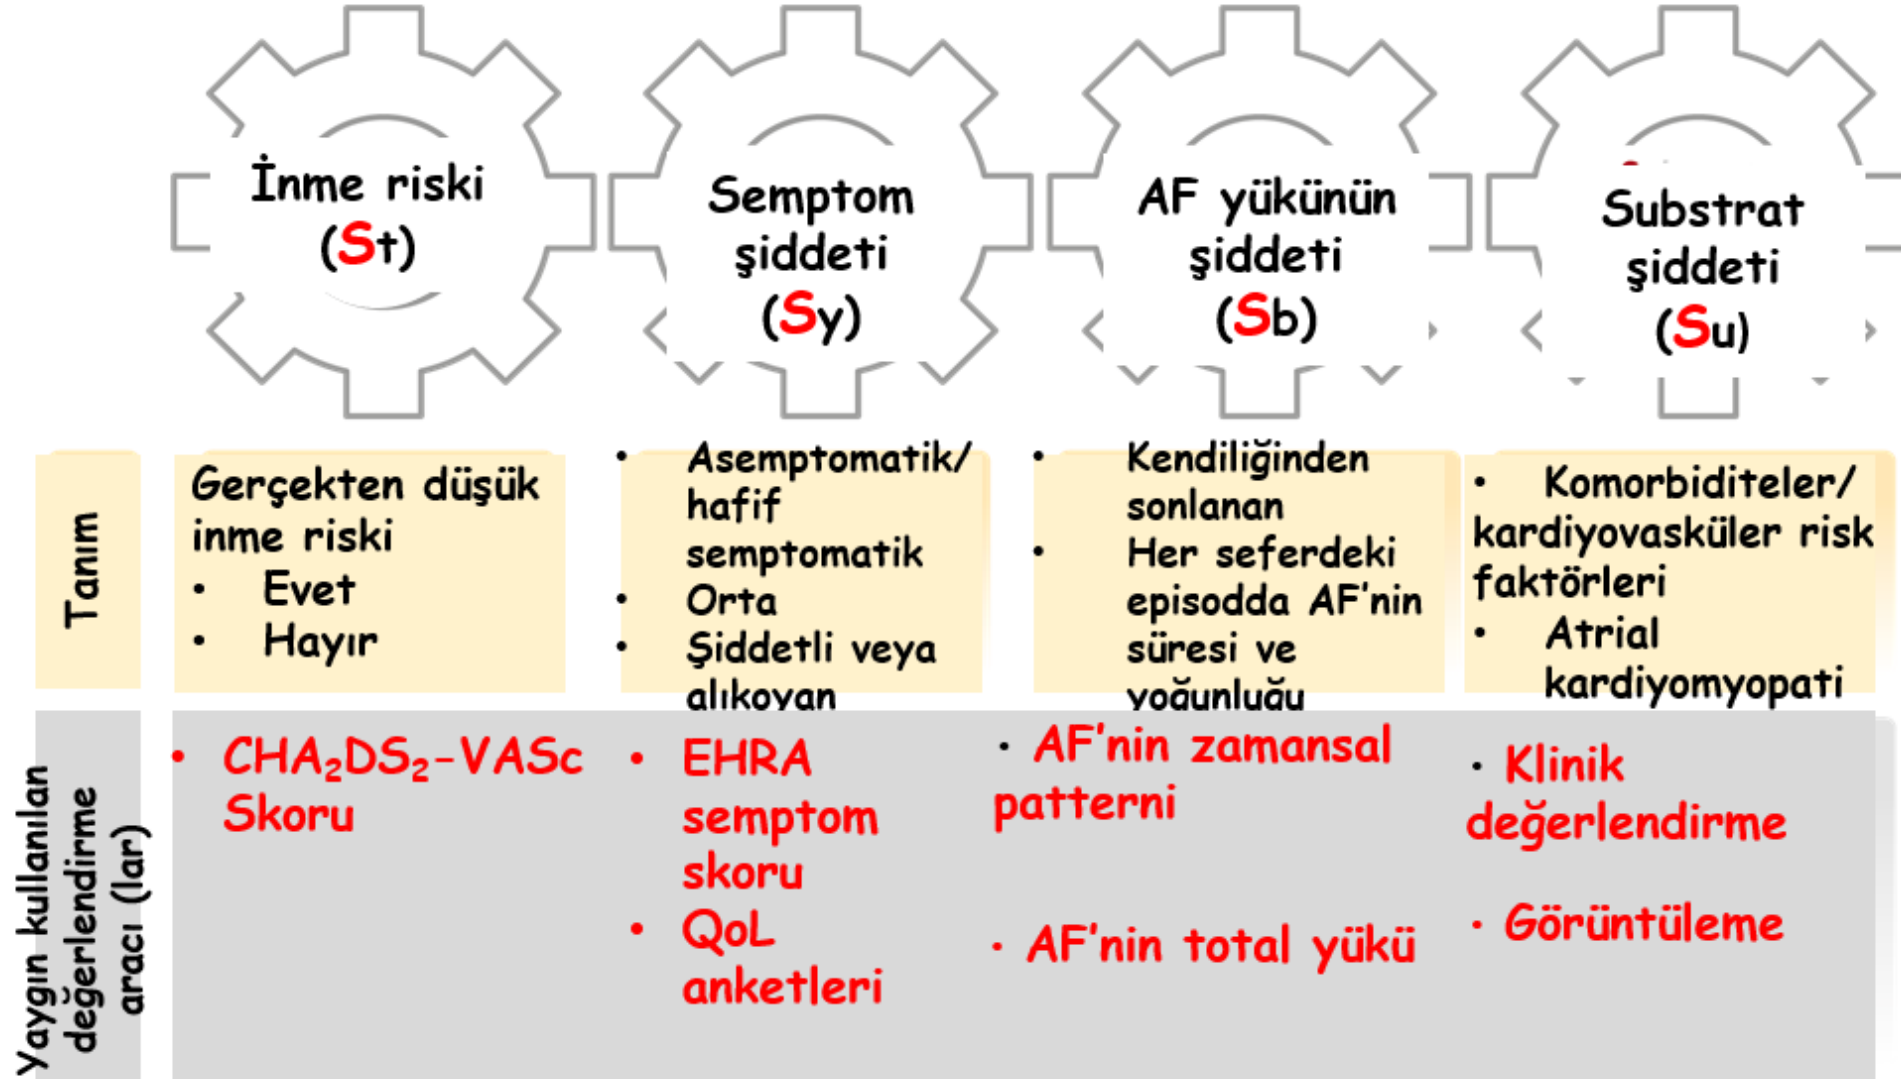 İnme riski
(St)
Semptom
şiddeti
(Sy)
AF yükünün
şiddeti
(Sb)
Substrat
şiddeti
(Su)
Tanım
Gerçekten düşük
inme riski
• Evet
• Hayır
• Asemptomatik/
hafif
semptomatik
• Orta
• Şiddetli veya
alıkoyan
• Kendiliğinden
sonlanan
• Her seferdeki
episodda AF'nin
süresi ve
yoğunluğu
• Komorbiditeler/
kardiyovasküler risk
faktörleri
• Atrial
kardiyomyopati
Yaygın kullanılan
değerlendirme
aracı (lar)
• CHA₂DS₂-VASc
Skoru
• EHRA
semptom
skoru
• QoL
anketleri
• AF'nin zamansal
patterni
• AF'nin total yükü
• Klinik
değerlendirme
• Görüntüleme